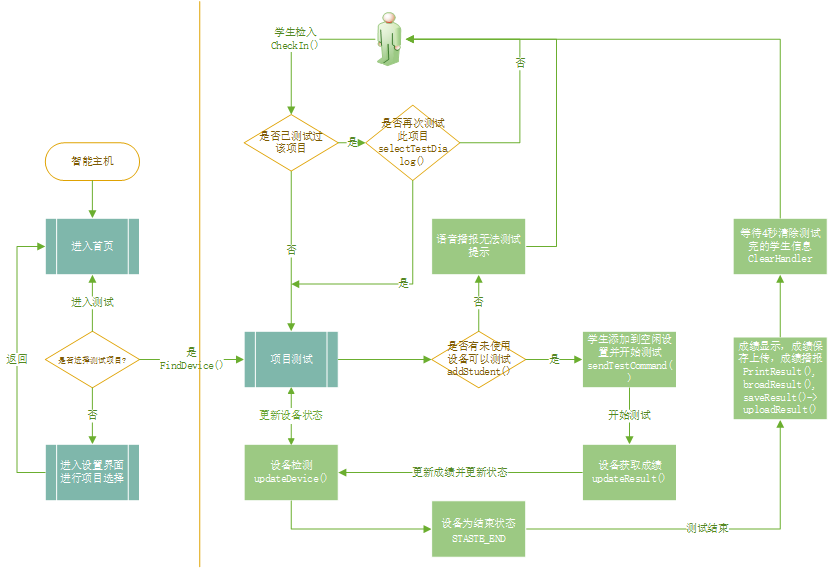 学生检入
CheckIn()
否
是否已测试过
该项目
是
是否再次测试
此项目
selectTestDia
log()
智能主机
进入首页
语音播报无法测试
提示
等待4秒清除测试
完的学生信息
ClearHandler
否
是
进入测试
否
返回
是否选择测试项目?
是
FindDevice()
项目测试
是否有未使用
设备可以测试
addStudent()
是
学生添加到空闲设
置并开始测试
sendTestCommand(
)
成绩显示，成绩保
存上传，成绩播报
PrintResult(),
broadResult(),
saveResult()->
uploadResult()
否
更新设备状态
开始测试
进入设置界面
进行项目选择
设备检测
updateDevice()
更新成绩并更新状态
设备获取成绩
updateResult()
设备为结束状态
STASTE_END
测试结束